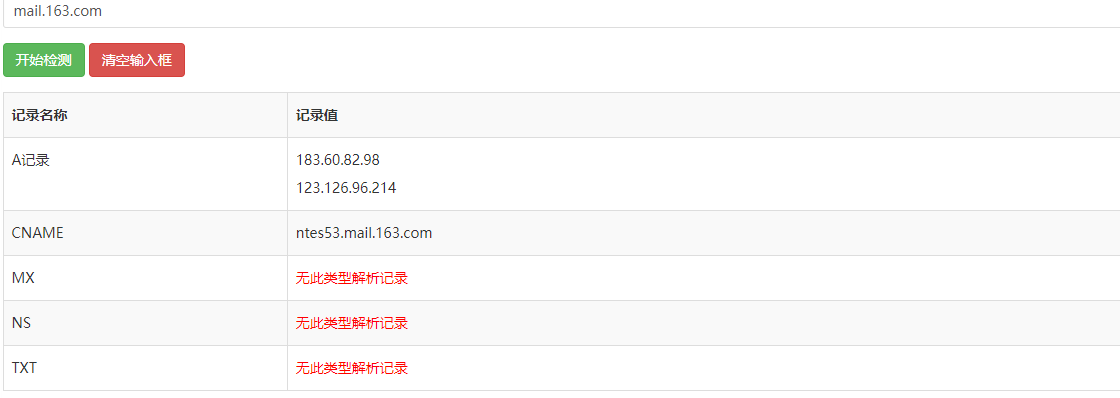 mail.163.com
开始检测 清空输入框
记录名称 记录值
A记录 183.60.82.98
123.126.96.214
CNAME ntes53.mail.163.com
MX 无此类型解析记录
NS 无此类型解析记录
TXT 无此类型解析记录